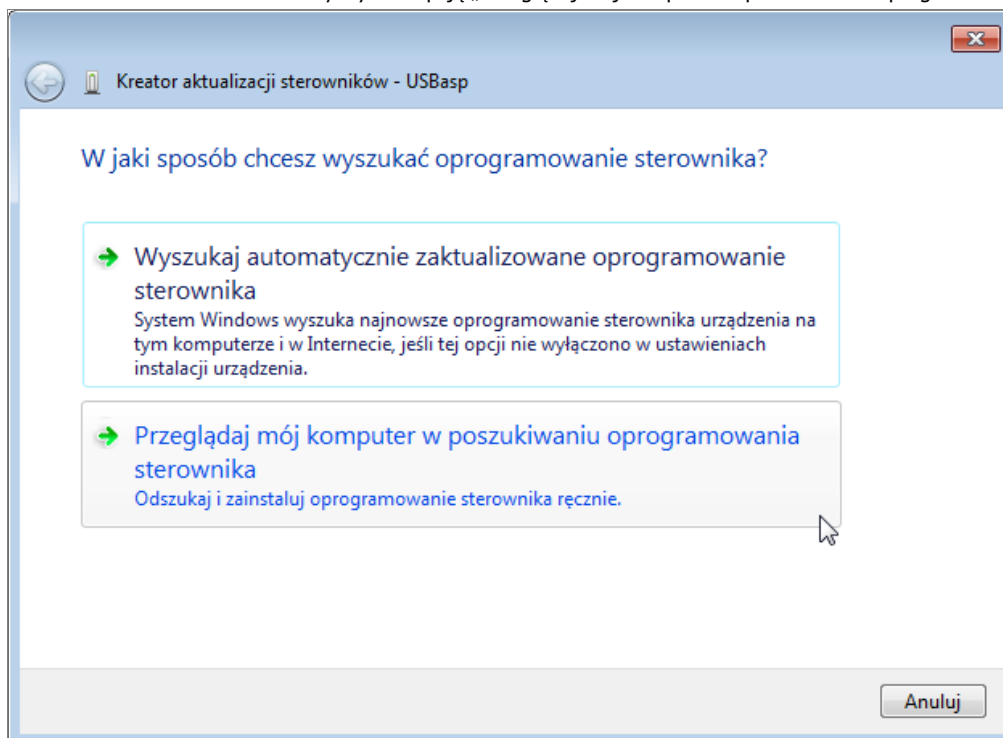 Kreator aktualizacji sterowników - USBasp
W jaki sposób chcesz wyszukać oprogramowanie sterownika?
Wyszukaj automatycznie zaktualizowane oprogramowanie
sterownika
System Windows wyszuka najnowsze oprogramowanie sterownika urządzenia na
tym komputerze i w Internecie, jeśli tej opcji nie wyłączono w ustawieniach
instalacji urządzenia.
Przeglądaj mój komputer w poszukiwaniu oprogramowania
sterownika
Odszukaj i zainstaluj oprogramowanie sterownika ręcznie.
Anuluj